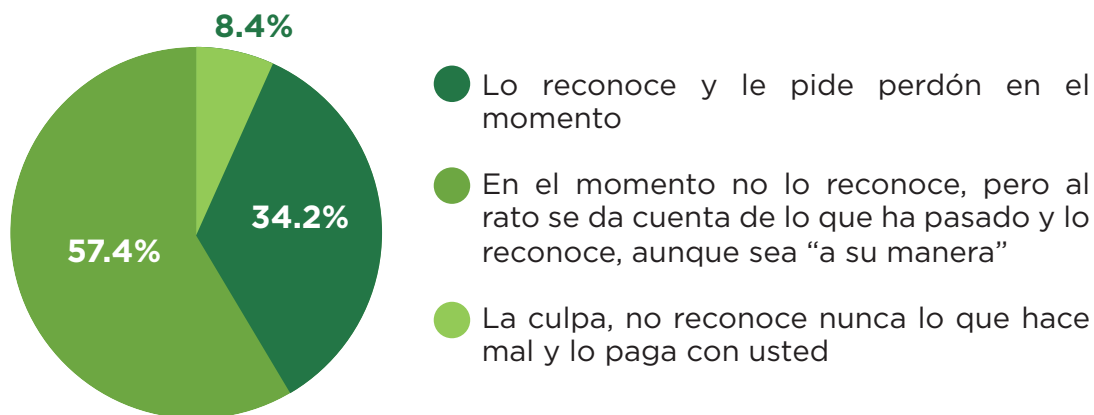 8.4%
34.2%
57.4%
Lo reconoce y le pide perdón en el
momento
En el momento no lo reconoce, pero al
rato se da cuenta de lo que ha pasado y lo
reconoce, aunque sea “a su manera”
La culpa, no reconoce nunca lo que hace
mal y lo paga con usted